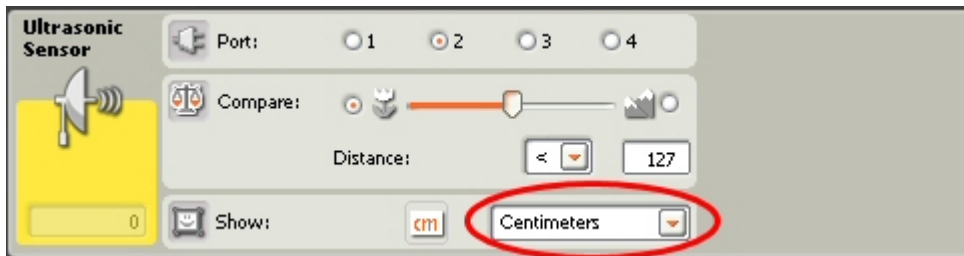 Ultrasonic
Sensor
Port: 1 2 3 4
Compare:
Distance: < 127
0 Show: cm Centimeters